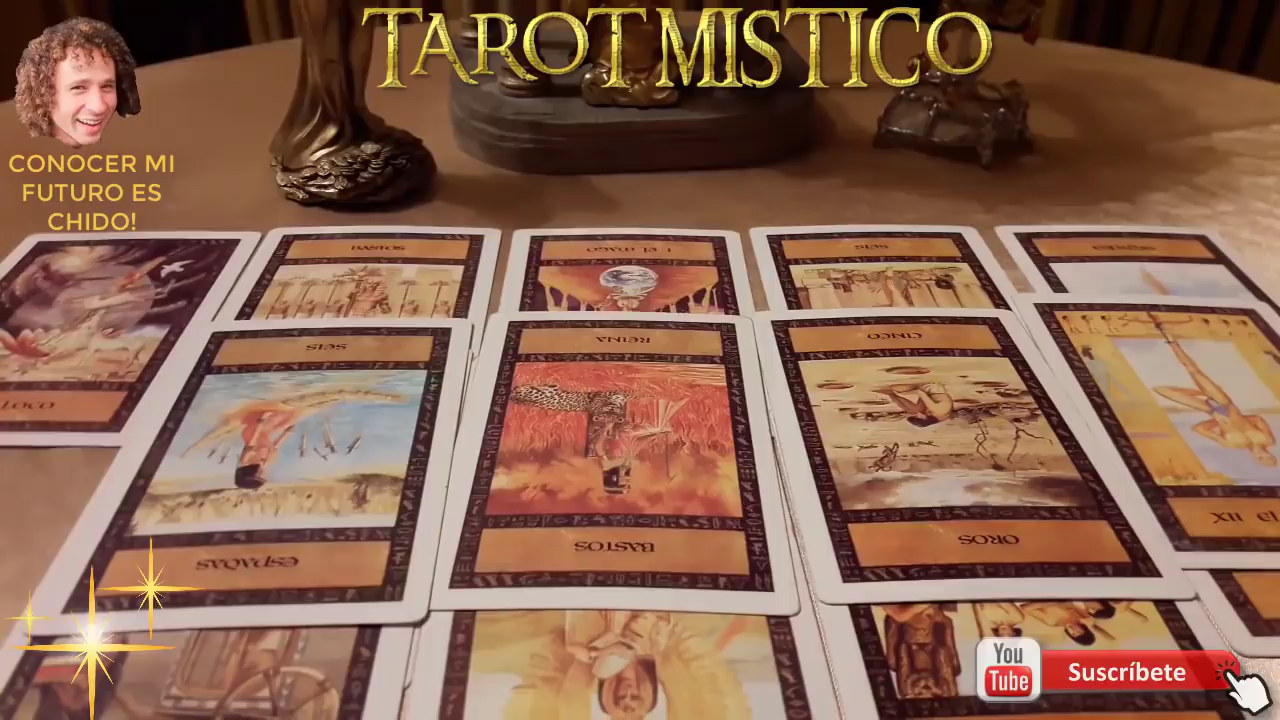 TAROT MISTICO
CONOCER MI
FUTURO ES
CHIDO!
BASTOS
I EL MAGO
SEIS
LOCO
SEIS
REINA
CINCO
ESPADAS
BASTOS
OROS
XII El
You
Tube
Suscríbete